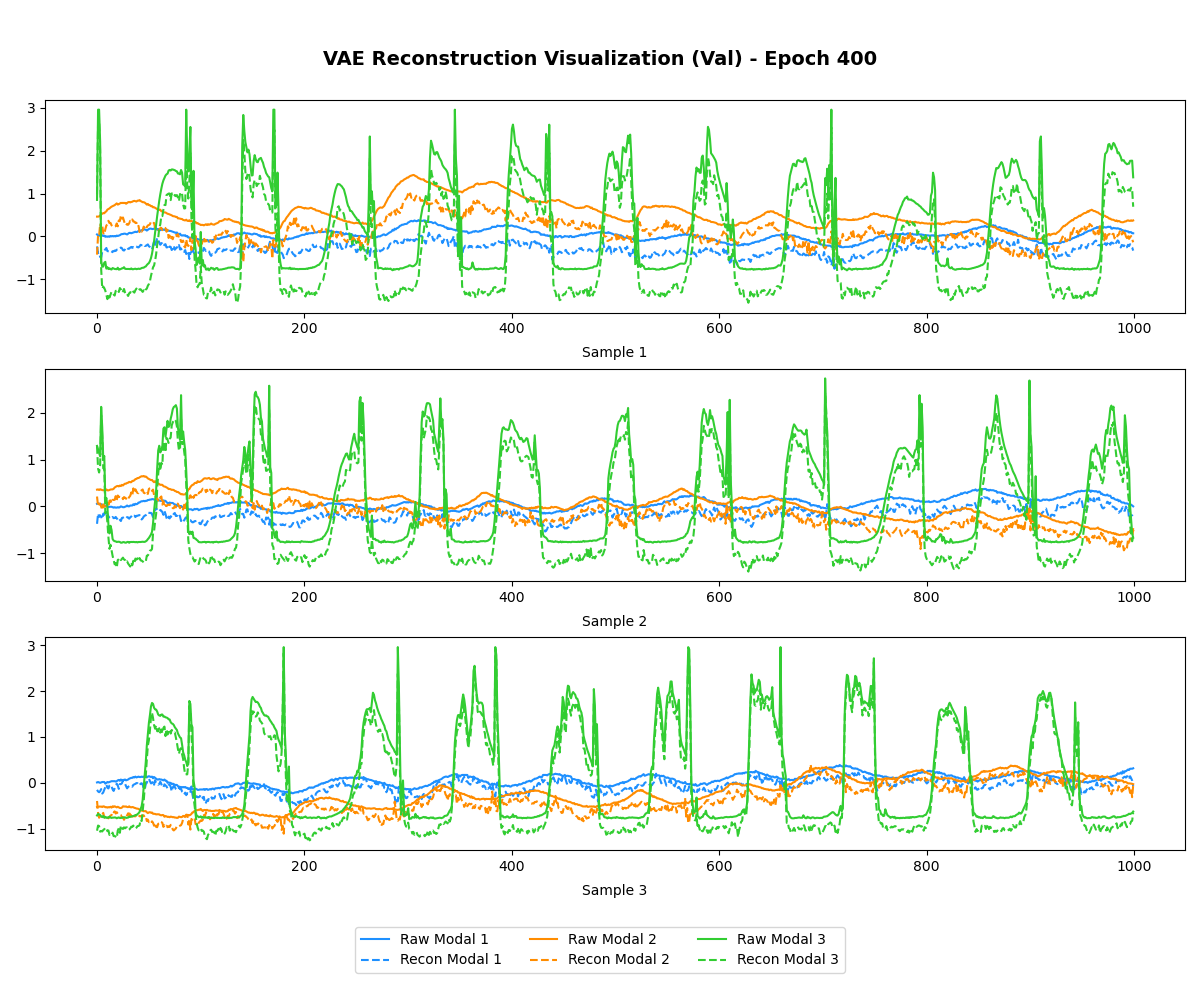 VAE Reconstruction Visualization (Val) - Epoch 400
3
2
1
0
−1
0 200 400 600 800 1000
Sample 1
2
1
0
−1
0 200 400 600 800 1000
Sample 2
3
2
1
0
−1
0 200 400 600 800 1000
Sample 3
Raw Modal 1 Raw Modal 2 Raw Modal 3
Recon Modal 1 Recon Modal 2 Recon Modal 3